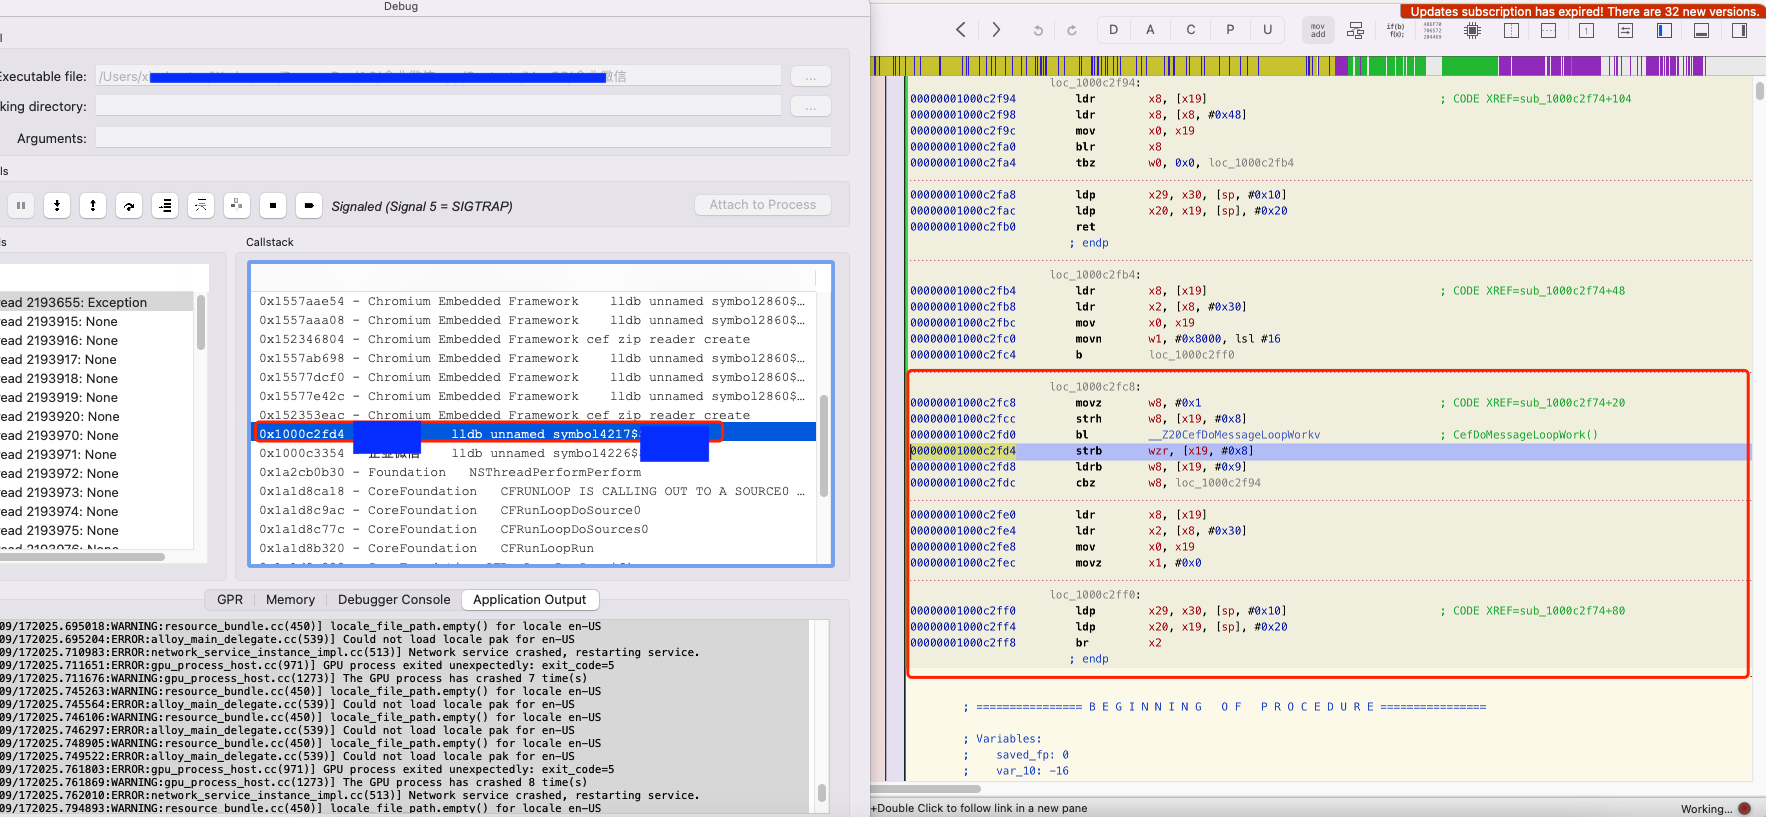 Debug
Executable file:
/Users/x
微信
...
king directory:
...
Arguments:
ls
Signaled (Signal 5 = SIGTRAP)
Attach to Process
ls
Callstack
ead 2193655: Exception
ead 2193915: None
ead 2193916: None
ead 2193917: None
ead 2193918: None
ead 2193919: None
ead 2193920: None
ead 2193970: None
ead 2193971: None
ead 2193972: None
ead 2193973: None
ead 2193974: None
ead 2193975: None
ead 2193976: None
0x1557aae54 - Chromium Embedded Framework lldb unnamed symbol2860$…
0x1557aaa08 - Chromium Embedded Framework lldb unnamed symbol2860$…
0x152346804 - Chromium Embedded Framework cef zip reader create
0x1557ab698 - Chromium Embedded Framework lldb unnamed symbol2860$…
0x15577dcf0 - Chromium Embedded Framework lldb unnamed symbol2860$…
0x15577e42c - Chromium Embedded Framework lldb unnamed symbol2860$…
0x152353eac - Chromium Embedded Framework cef zip reader create
0x1000c2fd4 lldb unnamed symbol4217$
0x1000c3354 - 企业微信 lldb unnamed symbol4226$
0x1a2cb0b30 - Foundation NSThreadPerformPerform
0x1a1d8ca18 - CoreFoundation CFRUNLOOP IS CALLING OUT TO A SOURCE0 …
0x1a1d8c9ac - CoreFoundation CFRunLoopDoSource0
0x1a1d8c77c - CoreFoundation CFRunLoopDoSources0
0x1a1d8b320 - CoreFoundation CFRunLoopRun
GPR Memory Debugger Console Application Output
09/172025.695018:WARNING:resource_bundle.cc(450)] locale_file_path.empty() for locale en-US
09/172025.695204:ERROR:alloy_main_delegate.cc(539)] Could not load locale pak for en-US
09/172025.710983:ERROR:network_service_instance_impl.cc(513)] Network service crashed, restarting service.
09/172025.711651:ERROR:gpu_process_host.cc(971)] GPU process exited unexpectedly: exit_code=5
09/172025.711676:WARNING:gpu_process_host.cc(1273)] The GPU process has crashed 7 time(s)
09/172025.745263:WARNING:resource_bundle.cc(450)] locale_file_path.empty() for locale en-US
09/172025.745564:ERROR:alloy_main_delegate.cc(539)] Could not load locale pak for en-US
09/172025.746106:WARNING:resource_bundle.cc(450)] locale_file_path.empty() for locale en-US
09/172025.746297:ERROR:alloy_main_delegate.cc(539)] Could not load locale pak for en-US
09/172025.748905:WARNING:resource_bundle.cc(450)] locale_file_path.empty() for locale en-US
09/172025.749522:ERROR:alloy_main_delegate.cc(539)] Could not load locale pak for en-US
09/172025.761803:ERROR:gpu_process_host.cc(971)] GPU process exited unexpectedly: exit_code=5
09/172025.761869:WARNING:gpu_process_host.cc(1273)] The GPU process has crashed 8 time(s)
09/172025.762010:ERROR:network_service_instance_impl.cc(513)] Network service crashed, restarting service.
09/172025.794893:WARNING:resource_bundle.cc(450)] locale_file_path.empty() for locale en-US
Updates subscription has expired! There are 32 new versions.
D A C P U
mov add
if(b) f(x);
loc_1000c2f94:
00000001000c2f94 ldr x8, [x19] ; CODE XREF=sub_1000c2f74+104
00000001000c2f98 ldr x8, [x8, #0x48]
00000001000c2f9c mov x0, x19
00000001000c2fa0 blr x8
00000001000c2fa4 tbz w0, 0x0, loc_1000c2fb4
00000001000c2fa8 ldp x29, x30, [sp, #0x10]
00000001000c2fac ldp x20, x19, [sp], #0x20
00000001000c2fb0 ret
; endp
loc_1000c2fb4:
00000001000c2fb4 ldr x8, [x19] ; CODE XREF=sub_1000c2f74+48
00000001000c2fb8 ldr x2, [x8, #0x30]
00000001000c2fbc mov x0, x19
00000001000c2fc0 movn w1, #0x8000, lsl #16
00000001000c2fc4 b loc_1000c2ff0
loc_1000c2fc8:
00000001000c2fc8 movz w8, #0x1 ; CODE XREF=sub_1000c2f74+20
00000001000c2fcc strh w8, [x19, #0x8]
00000001000c2fd0 bl __Z20CefDoMessageLoopWorkv ; CefDoMessageLoopWork()
00000001000c2fd4 strb wzr, [x19, #0x8]
00000001000c2fd8 ldrb w8, [x19, #0x9]
00000001000c2fdc cbz w8, loc_1000c2f94
00000001000c2fe0 ldr x8, [x19]
00000001000c2fe4 ldr x2, [x8, #0x30]
00000001000c2fe8 mov x0, x19
00000001000c2fec movz x1, #0x0
loc_1000c2ff0:
00000001000c2ff0 ldp x29, x30, [sp, #0x10] ; CODE XREF=sub_1000c2f74+80
00000001000c2ff4 ldp x20, x19, [sp], #0x20
00000001000c2ff8 br x2
; endp
; ================ B E G I N N I N G O F P R O C E D U R E ================
; Variables:
; saved_fp: 0
; var_10: -16
+Double Click to follow link in a new pane
Working...